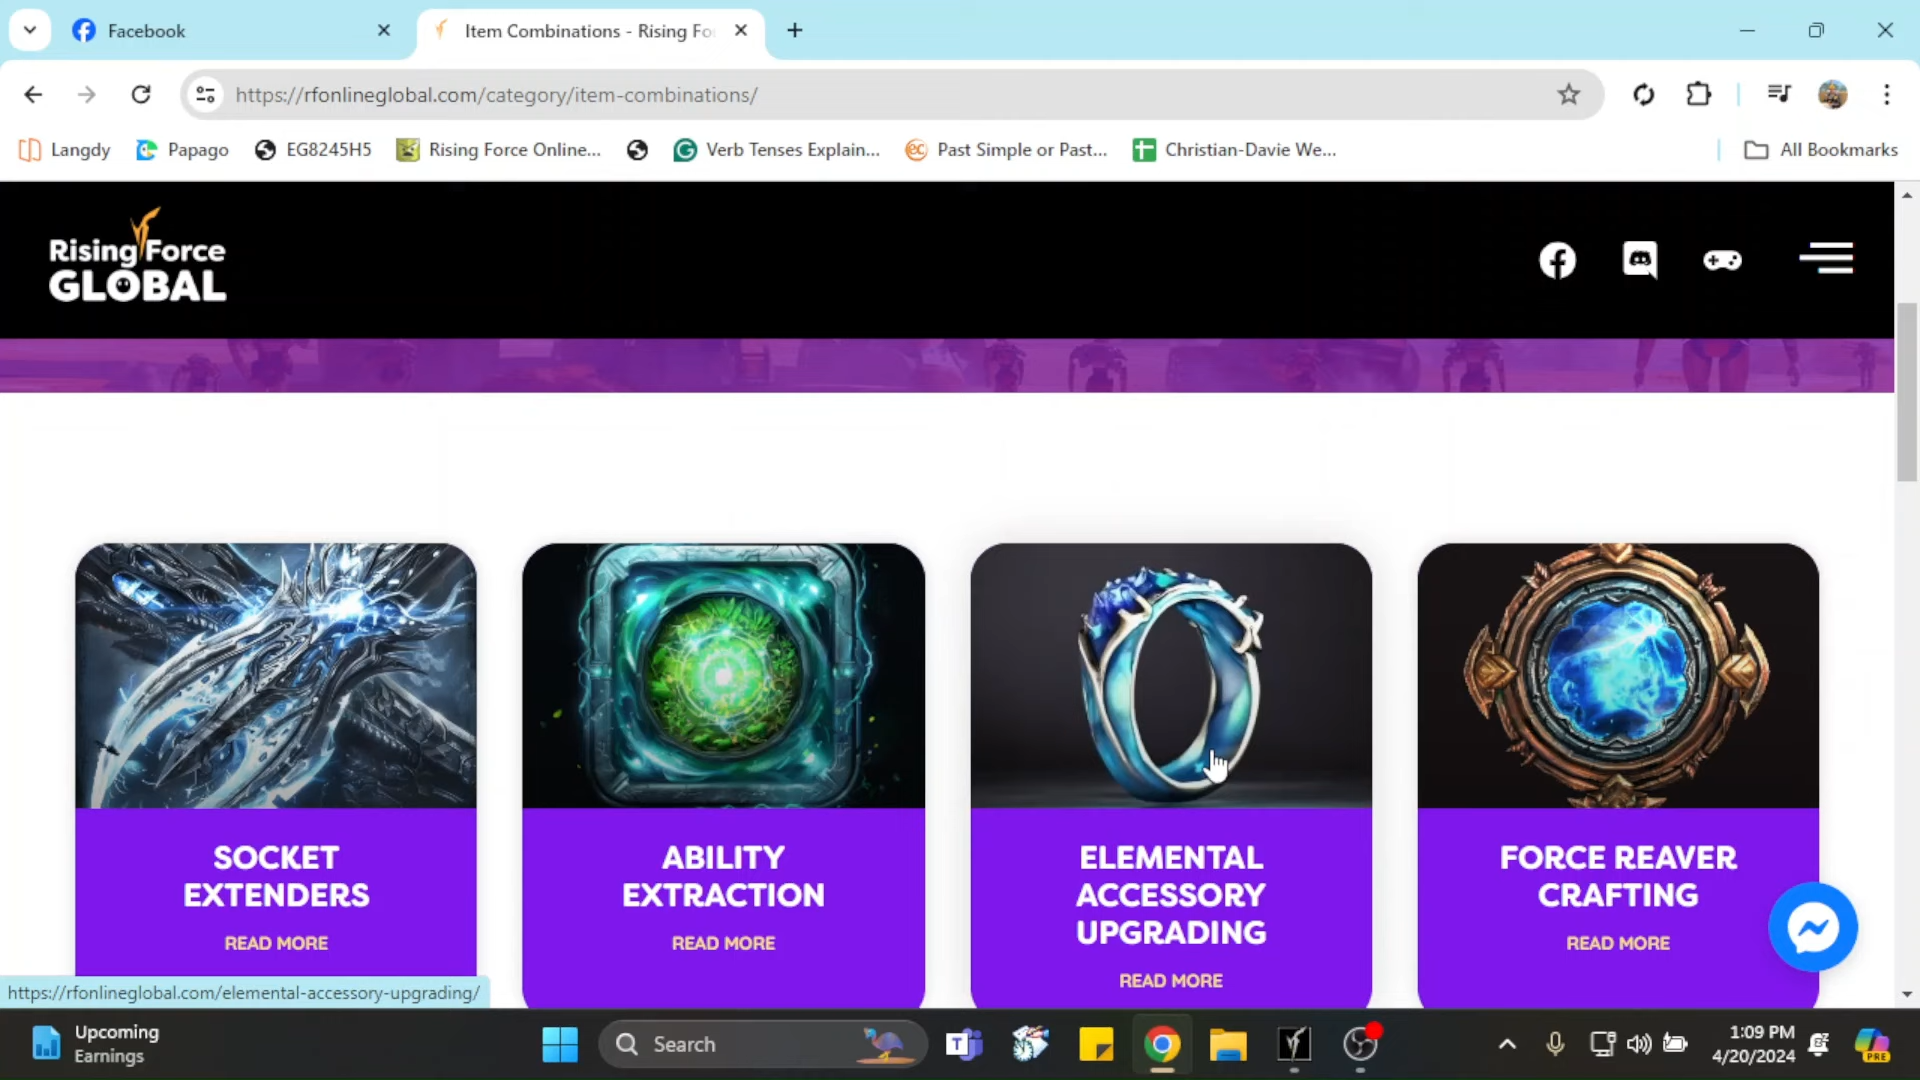 Facebook
Item Combinations - Rising Fo
https://rfonlineglobal.com/category/item-combinations/
Langdy
Papago
EG8245H5
Rising Force Online...
Verb Tenses Explain...
Past Simple or Past...
Christian-Davie We...
All Bookmarks
Rising Force
GLOBAL
SOCKET
EXTENDERS
READ MORE
ABILITY
EXTRACTION
READ MORE
ELEMENTAL
ACCESSORY
UPGRADING
READ MORE
FORCE REAVER
CRAFTING
READ MORE
https://rfonlineglobal.com/elemental-accessory-upgrading/
Upcoming
Earnings
Search
1:09 PM
4/20/2024